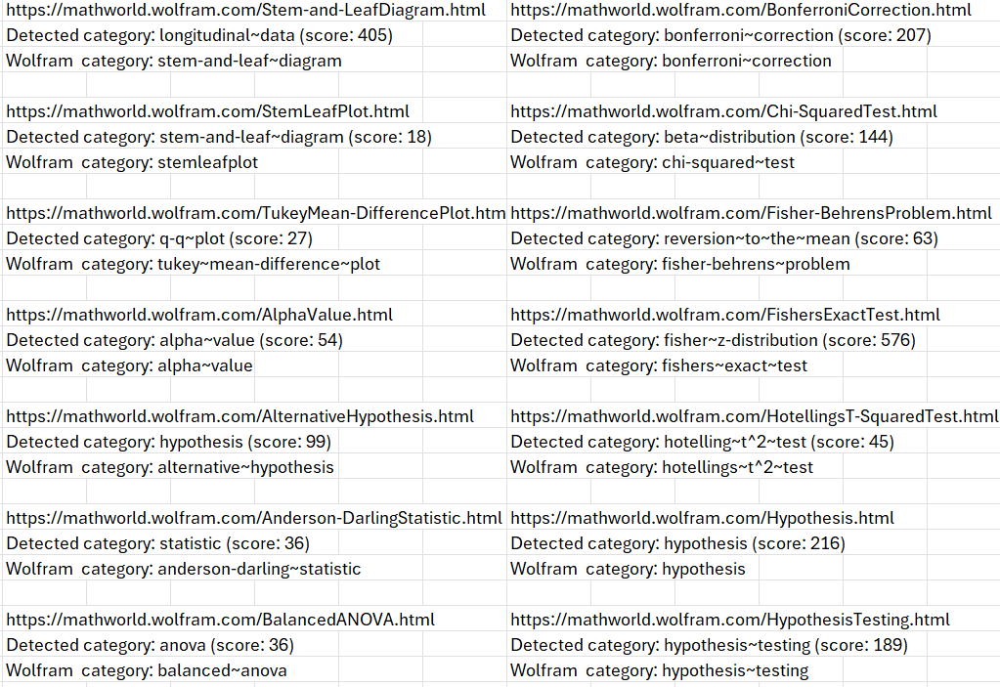 https://mathworld.wolfram.com/Stem-and-LeafDiagram.html
Detected category: longitudinal~data (score: 405)
Wolfram  category: stem-and-leaf~diagram
https://mathworld.wolfram.com/StemLeafPlot.html
Detected category: stem-and-leaf~diagram (score: 18)
Wolfram  category: stemleafplot
https://mathworld.wolfram.com/TukeyMean-DifferencePlot.htm
Detected category: q-q~plot (score: 27)
Wolfram  category: tukey~mean-difference~plot
https://mathworld.wolfram.com/AlphaValue.html
Detected category: alpha~value (score: 54)
Wolfram  category: alpha~value
https://mathworld.wolfram.com/AlternativeHypothesis.html
Detected category: hypothesis (score: 99)
Wolfram  category: alternative~hypothesis
https://mathworld.wolfram.com/Anderson-DarlingStatistic.html
Detected category: statistic (score: 36)
Wolfram  category: anderson-darling~statistic
https://mathworld.wolfram.com/BalancedANOVA.html
Detected category: anova (score: 36)
Wolfram  category: balanced~anova
https://mathworld.wolfram.com/BonferroniCorrection.html
Detected category: bonferroni~correction (score: 207)
Wolfram  category: bonferroni~correction
https://mathworld.wolfram.com/Chi-SquaredTest.html
Detected category: beta~distribution (score: 144)
Wolfram  category: chi-squared~test
https://mathworld.wolfram.com/Fisher-BehrensProblem.html
Detected category: reversion~to~the~mean (score: 63)
Wolfram  category: fisher-behrens~problem
https://mathworld.wolfram.com/FishersExactTest.html
Detected category: fisher~z-distribution (score: 576)
Wolfram  category: fishers~exact~test
https://mathworld.wolfram.com/HotellingsT-SquaredTest.html
Detected category: hotelling~t^2~test (score: 45)
Wolfram  category: hotellings~t^2~test
https://mathworld.wolfram.com/Hypothesis.html
Detected category: hypothesis (score: 216)
Wolfram  category: hypothesis
https://mathworld.wolfram.com/HypothesisTesting.html
Detected category: hypothesis~testing (score: 189)
Wolfram  category: hypothesis~testing